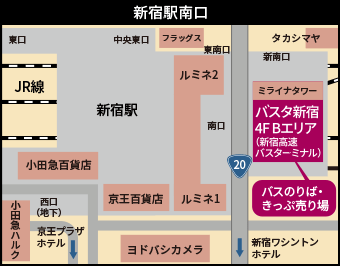 新宿駅南口
東口
中央東口
フラッグス
東南口
タカシマヤ
新南口
ルミネ2
JR線
ミライナタワー
新宿駅
バスタ新宿
4F Bエリア
(新宿高速
バスターミナル)
南口
20
小田急百貨店
京王百貨店
ルミネ1
バスのりば・
きっぷ売り場
西口
(地下)
小田急ハルク
京王プラザ
ホテル
ヨドバシカメラ
新宿ワシントン
ホテル